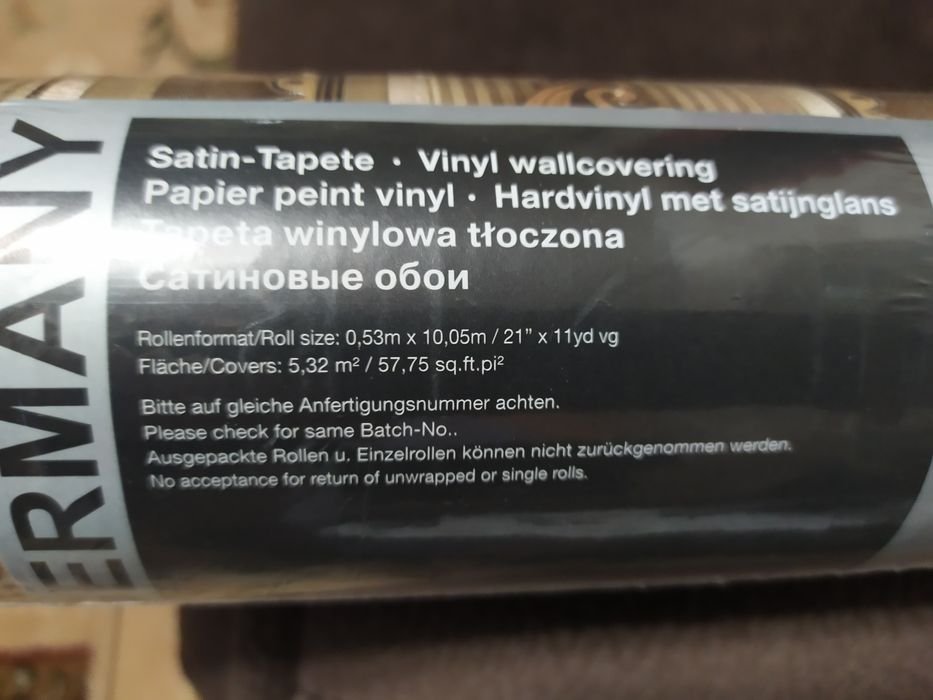 ERMANY
Satin-Tapete · Vinyl wallcovering
Papier peint vinyl · Hardvinyl met satijnglans
Tapeta winylowa tłoczona
Сатиновые обои
Rollenformat/Roll size: 0,53m x 10,05m / 21” x 11yd vg
Fläche/Covers: 5,32 m² / 57,75 sq.ft.pi²
Bitte auf gleiche Anfertigungsnummer achten.
Please check for same Batch-No..
Ausgepackte Rollen u. Einzelrollen können nicht zurückgenommen werden.
No acceptance for return of unwrapped or single rolls.